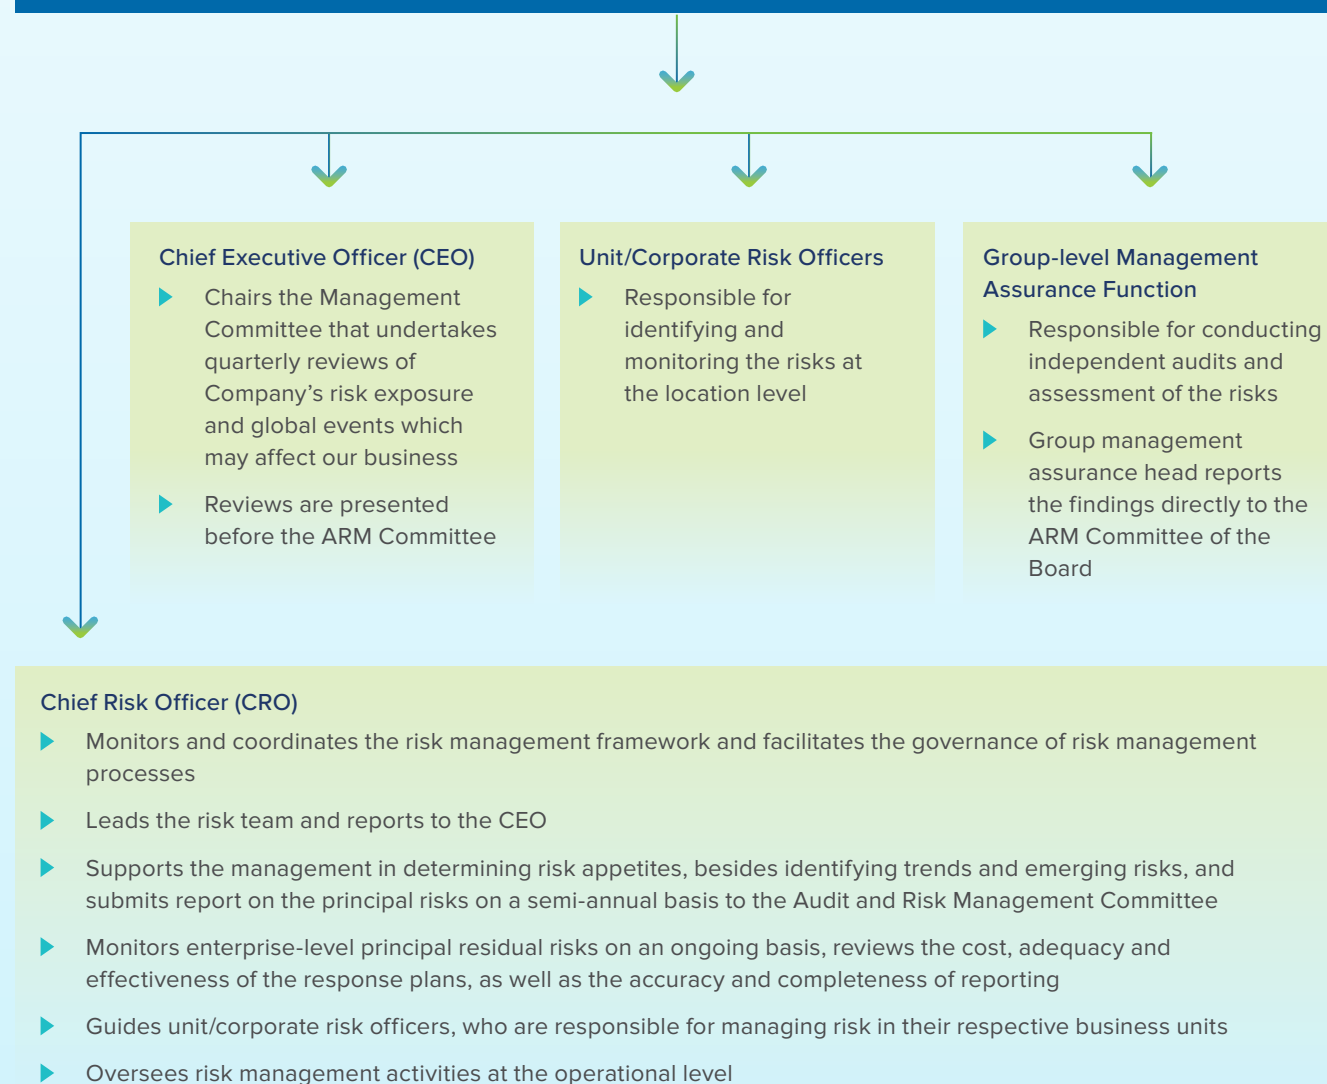 Chief Executive Officer (CEO)
Chairs the Management
Committee that undertakes
quarterly reviews of
Company’s risk exposure
and global events which
may affect our business
Reviews are presented
before the ARM Committee
Unit/Corporate Risk Officers
Responsible for
identifying and
monitoring the risks at
the location level
Group-level Management
Assurance Function
Responsible for conducting
independent audits and
assessment of the risks
Group management
assurance head reports
the findings directly to the
ARM Committee of the
Board
Chief Risk Officer (CRO)
Monitors and coordinates the risk management framework and facilitates the governance of risk management
processes
Leads the risk team and reports to the CEO
Supports the management in determining risk appetites, besides identifying trends and emerging risks, and
submits report on the principal risks on a semi-annual basis to the Audit and Risk Management Committee
Monitors enterprise-level principal residual risks on an ongoing basis, reviews the cost, adequacy and
effectiveness of the response plans, as well as the accuracy and completeness of reporting
Guides unit/corporate risk officers, who are responsible for managing risk in their respective business units
Oversees risk management activities at the operational level